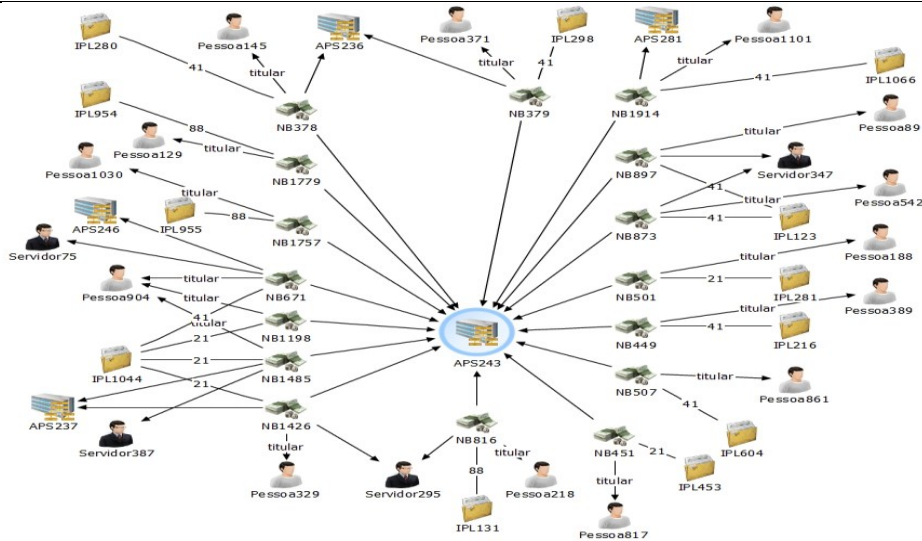 IPL280
Pessoa145
APS236
Pessoa371
IPL298
APS281
Pessoa1101
41
titular
titular
41
titular
41
IPL1066
IPL954
NB378
NB379
NB1914
88
Pessoa129
titular
titular
Pessoa89
Pessoa1030
NB1779
NB897
Servidor347
titular
41
IPL955
88
titular
Pessoa542
APS246
NB1757
NB873
41
IPL123
Servidor75
titular
Pessoa188
Pessoa904
titular
NB671
NB501
21
IPL281
titular
41
titular
Pessoa389
titular
21
NB1198
NB449
41
IPL216
IPL1044
21
NB1485
APS243
NB507
titular
Pessoa861
21
41
APS237
Servidor387
NB1426
NB816
titular
titular
NB451
21
IPL604
88
titular
IPL453
Pessoa329
Servidor295
Pessoa218
IPL131
Pessoa817